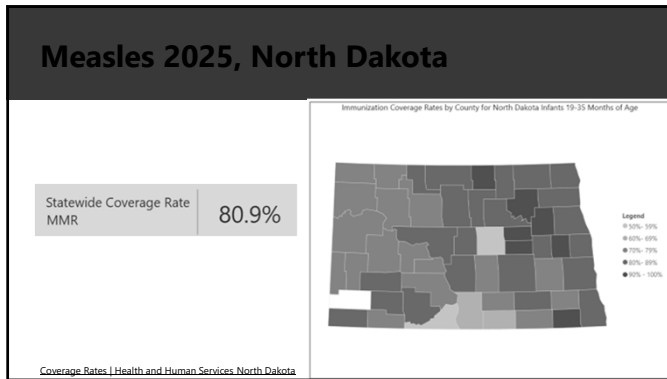 Measles 2025, North Dakota
Immunization Coverage Rates by County for North Dakota Infants 19-35 Months of Age
Statewide Coverage Rate
MMR
80.9%
Legend
50%- 59%
60%- 69%
70%- 79%
80%- 89%
90% - 100%
Coverage Rates | Health and Human Services North Dakota